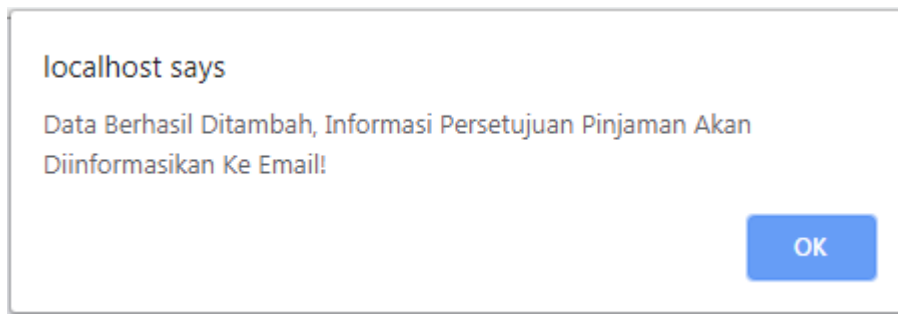 localhost says
Data Berhasil Ditambah, Informasi Persetujuan Pinjaman Akan
Diinformasikan Ke Email!
OK